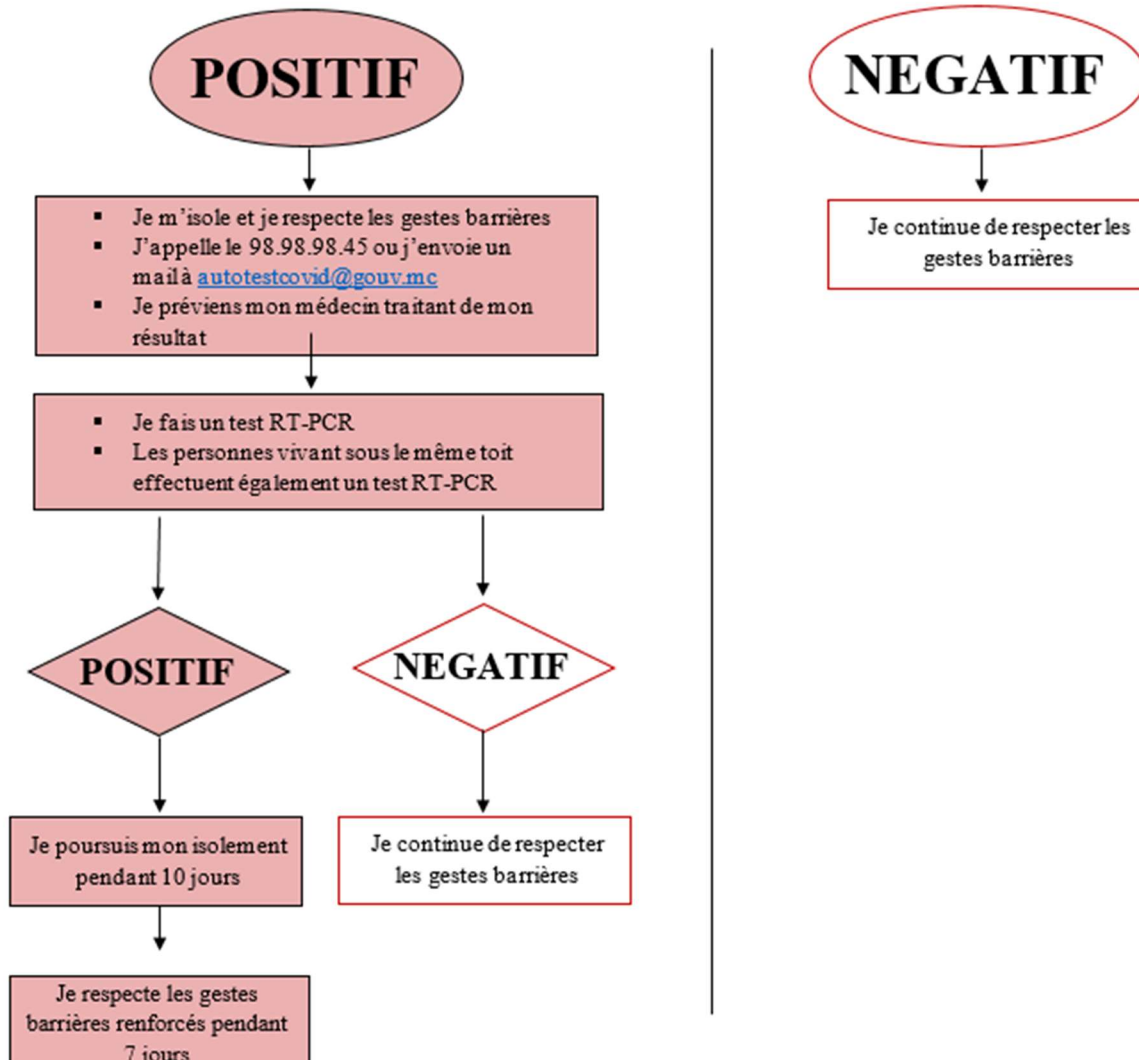 POSITIF
▪ Je m’isole et je respecte les gestes barrières
▪ J’appelle le 98.98.98.45 ou j’envoie un
mail à autotestcovid@gouv.mc
▪ Je préviens mon médecin traitant de mon
résultat
▪ Je fais un test RT-PCR
▪ Les personnes vivant sous le même toit
effectuent également un test RT-PCR
POSITIF
Je poursuis mon isolement
pendant 10 jours
Je respecte les gestes
barrières renforcés pendant
7 jours
NEGATIF
Je continue de respecter
les gestes barrières
NEGATIF
Je continue de respecter les
gestes barrières